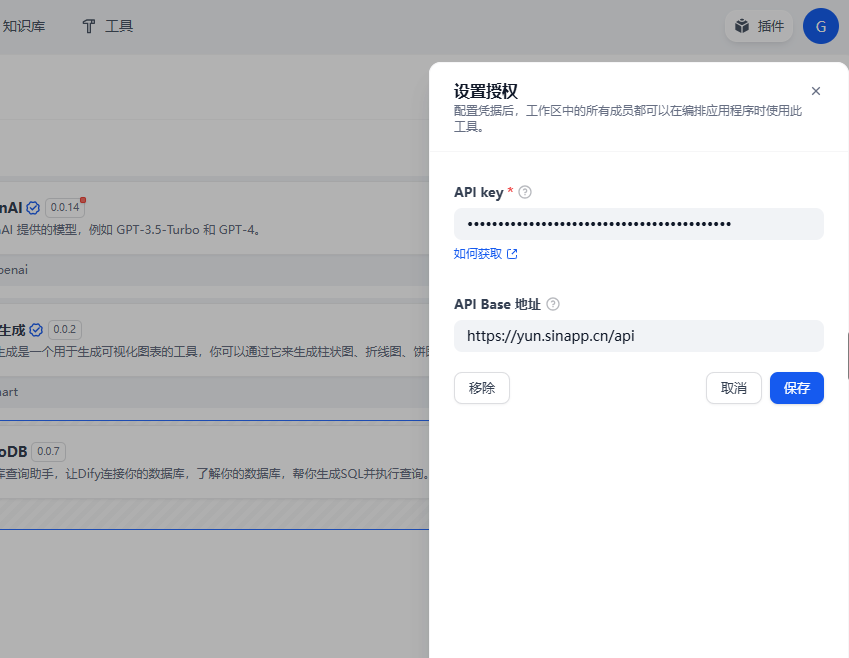 知识库 工具 插件 G
设置授权
配置凭据后，工作区中的所有成员都可以在编排应用程序时使用此
工具。
API key * ?
••••••••••••••••••••••••••••••••••••••••••••
如何获取
API Base 地址 ?
https://yun.sinapp.cn/api
移除 取消 保存
nAI 0.0.14
AI 提供的模型，例如 GPT-3.5-Turbo 和 GPT-4。
penai
生成 0.0.2
生成是一个用于生成可视化图表的工具，你可以通过它来生成柱状图、折线图、饼图
hart
oDB 0.0.7
库查询助手，让Dify连接你的数据库，了解你的数据库，帮你生成SQL并执行查询。